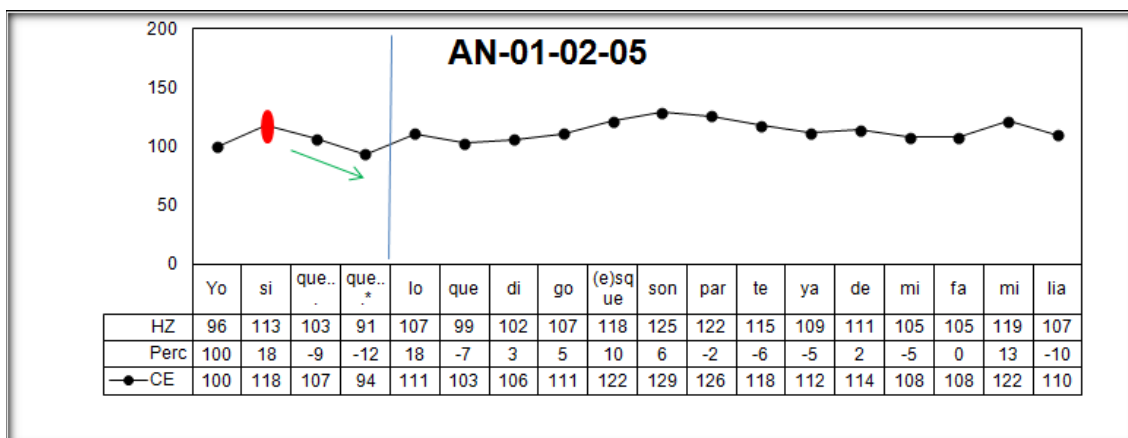 AN-01-02-05
200
150
100
50
0
Yo si que... que...* lo que di go (e)sque son par te ya de mi fa mi lia
HZ 96 113 103 91 107 99 102 107 118 125 122 115 109 111 105 105 119 107
Perc 100 18 -9 -12 18 -7 3 5 10 6 -2 -6 -5 2 -5 0 13 -10
CE 100 118 107 94 111 103 106 111 122 129 126 118 112 114 108 108 122 110